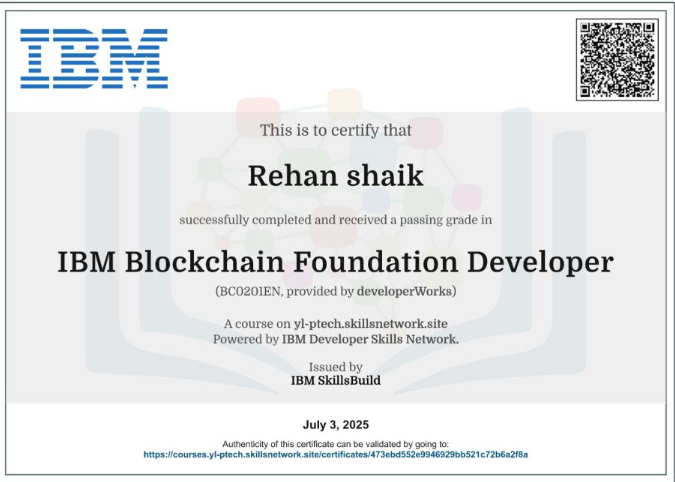 IBM
This is to certify that
Rehan shaik
successfully completed and received a passing grade in
IBM Blockchain Foundation Developer
(BC0201EN, provided by developerWorks)
A course on yl-ptech.skillsnetwork.site
Powered by IBM Developer Skills Network.
Issued by
IBM SkillsBuild
July 3, 2025
Authenticity of this certificate can be validated by going to:
https://courses.yl-ptech.skillsnetwork.site/certificates/473ebd552e9946929bb521c72b6a2f8a